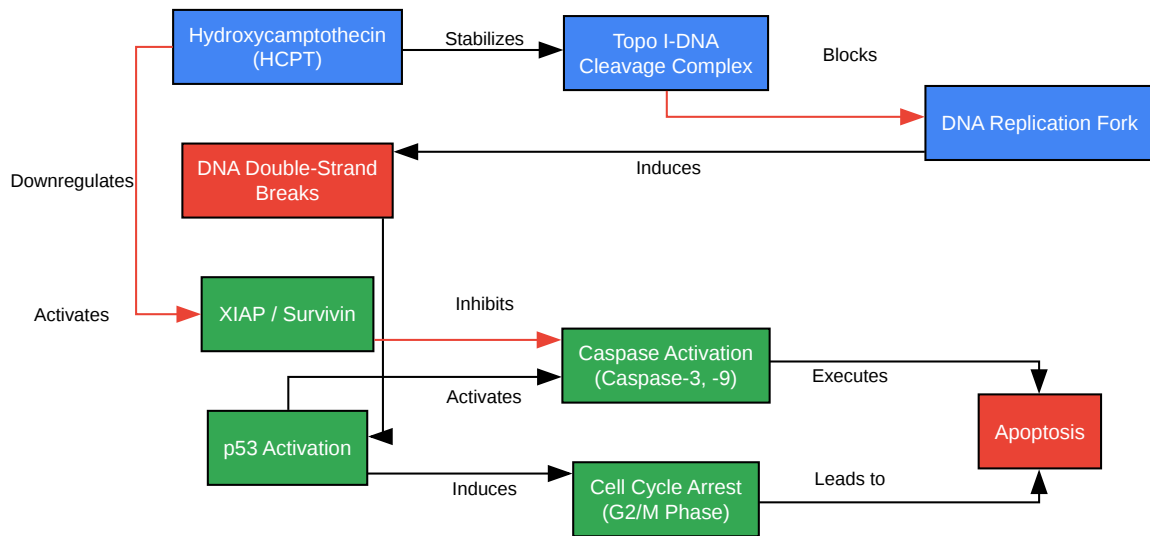 Hydroxycamptothecin
(HCPT)
Stabilizes
Topo I-DNA
Cleavage Complex
Blocks
DNA Replication Fork
Induces
DNA Double-Strand
Breaks
Downregulates
Activates
XIAP / Survivin
Inhibits
Caspase Activation
(Caspase-3, -9)
Executes
Activates
p53 Activation
Apoptosis
Induces
Cell Cycle Arrest
(G2/M Phase)
Leads to